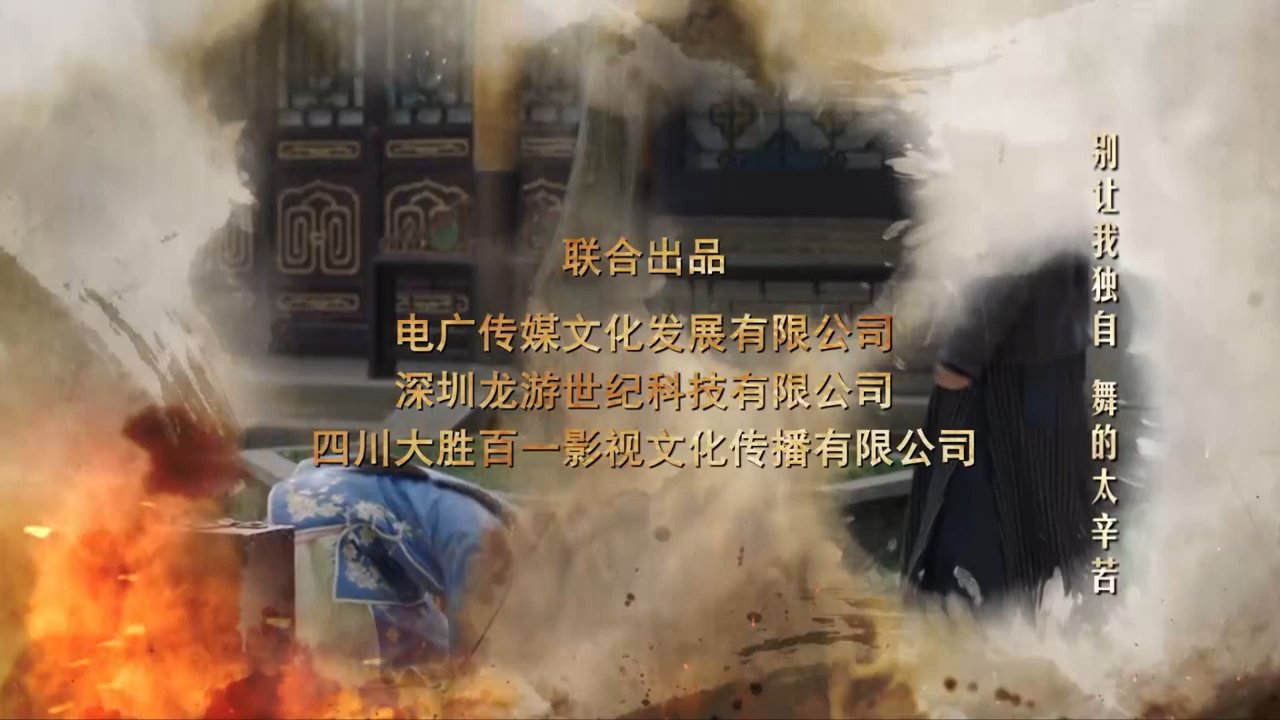 联合出品
电广传媒文化发展有限公司
深圳龙游世纪科技有限公司
四川大胜百一影视文化传播有限公司
别让我独自 舞的太辛苦